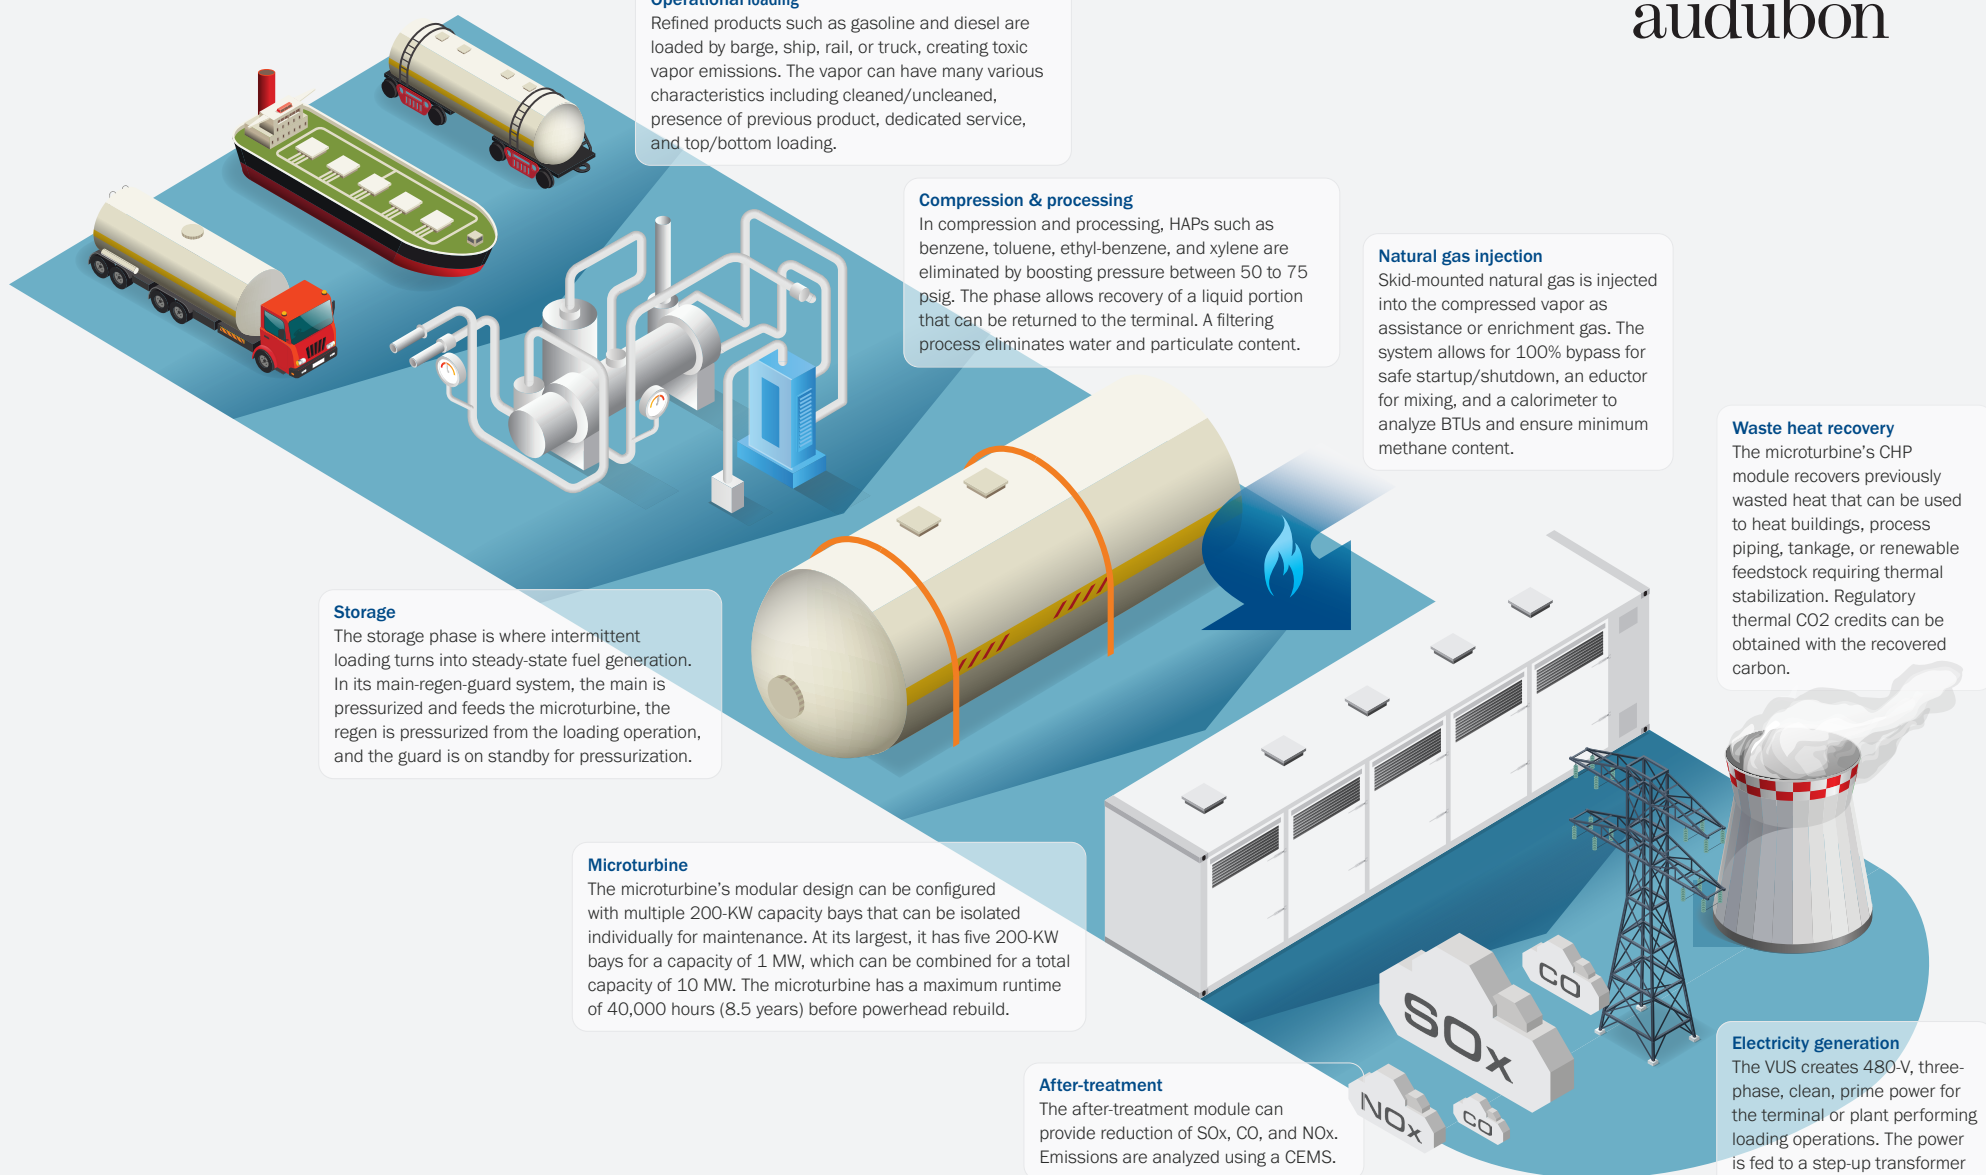 Operational loading
Refined products such as gasoline and diesel are
loaded by barge, ship, rail, or truck, creating toxic
vapor emissions. The vapor can have many various
characteristics including cleaned/uncleaned,
presence of previous product, dedicated service,
and top/bottom loading.
audubon
Compression & processing
In compression and processing, HAPs such as
benzene, toluene, ethyl-benzene, and xylene are
eliminated by boosting pressure between 50 to 75
psig. The phase allows recovery of a liquid portion
that can be returned to the terminal. A filtering
process eliminates water and particulate content.
Natural gas injection
Skid-mounted natural gas is injected
into the compressed vapor as
assistance or enrichment gas. The
system allows for 100% bypass for
safe startup/shutdown, an eductor
for mixing, and a calorimeter to
analyze BTUs and ensure minimum
methane content.
Waste heat recovery
The microturbine's CHP
module recovers previously
wasted heat that can be used
to heat buildings, process
piping, tankage, or renewable
feedstock requiring thermal
stabilization. Regulatory
thermal CO2 credits can be
obtained with the recovered
carbon.
Storage
The storage phase is where intermittent
loading turns into steady-state fuel generation.
In its main-regen-guard system, the main is
pressurized and feeds the microturbine, the
regen is pressurized from the loading operation,
and the guard is on standby for pressurization.
Microturbine
The microturbine's modular design can be configured
with multiple 200-KW capacity bays that can be isolated
individually for maintenance. At its largest, it has five 200-KW
bays for a capacity of 1 MW, which can be combined for a total
capacity of 10 MW. The microturbine has a maximum runtime
of 40,000 hours (8.5 years) before powerhead rebuild.
CO
SOx
NOx
CO
After-treatment
The after-treatment module can
provide reduction of SOx, CO, and NOx.
Emissions are analyzed using a CEMS.
Electricity generation
The VUS creates 480-V, three-
phase, clean, prime power for
the terminal or plant performing
loading operations. The power
is fed to a step-up transformer